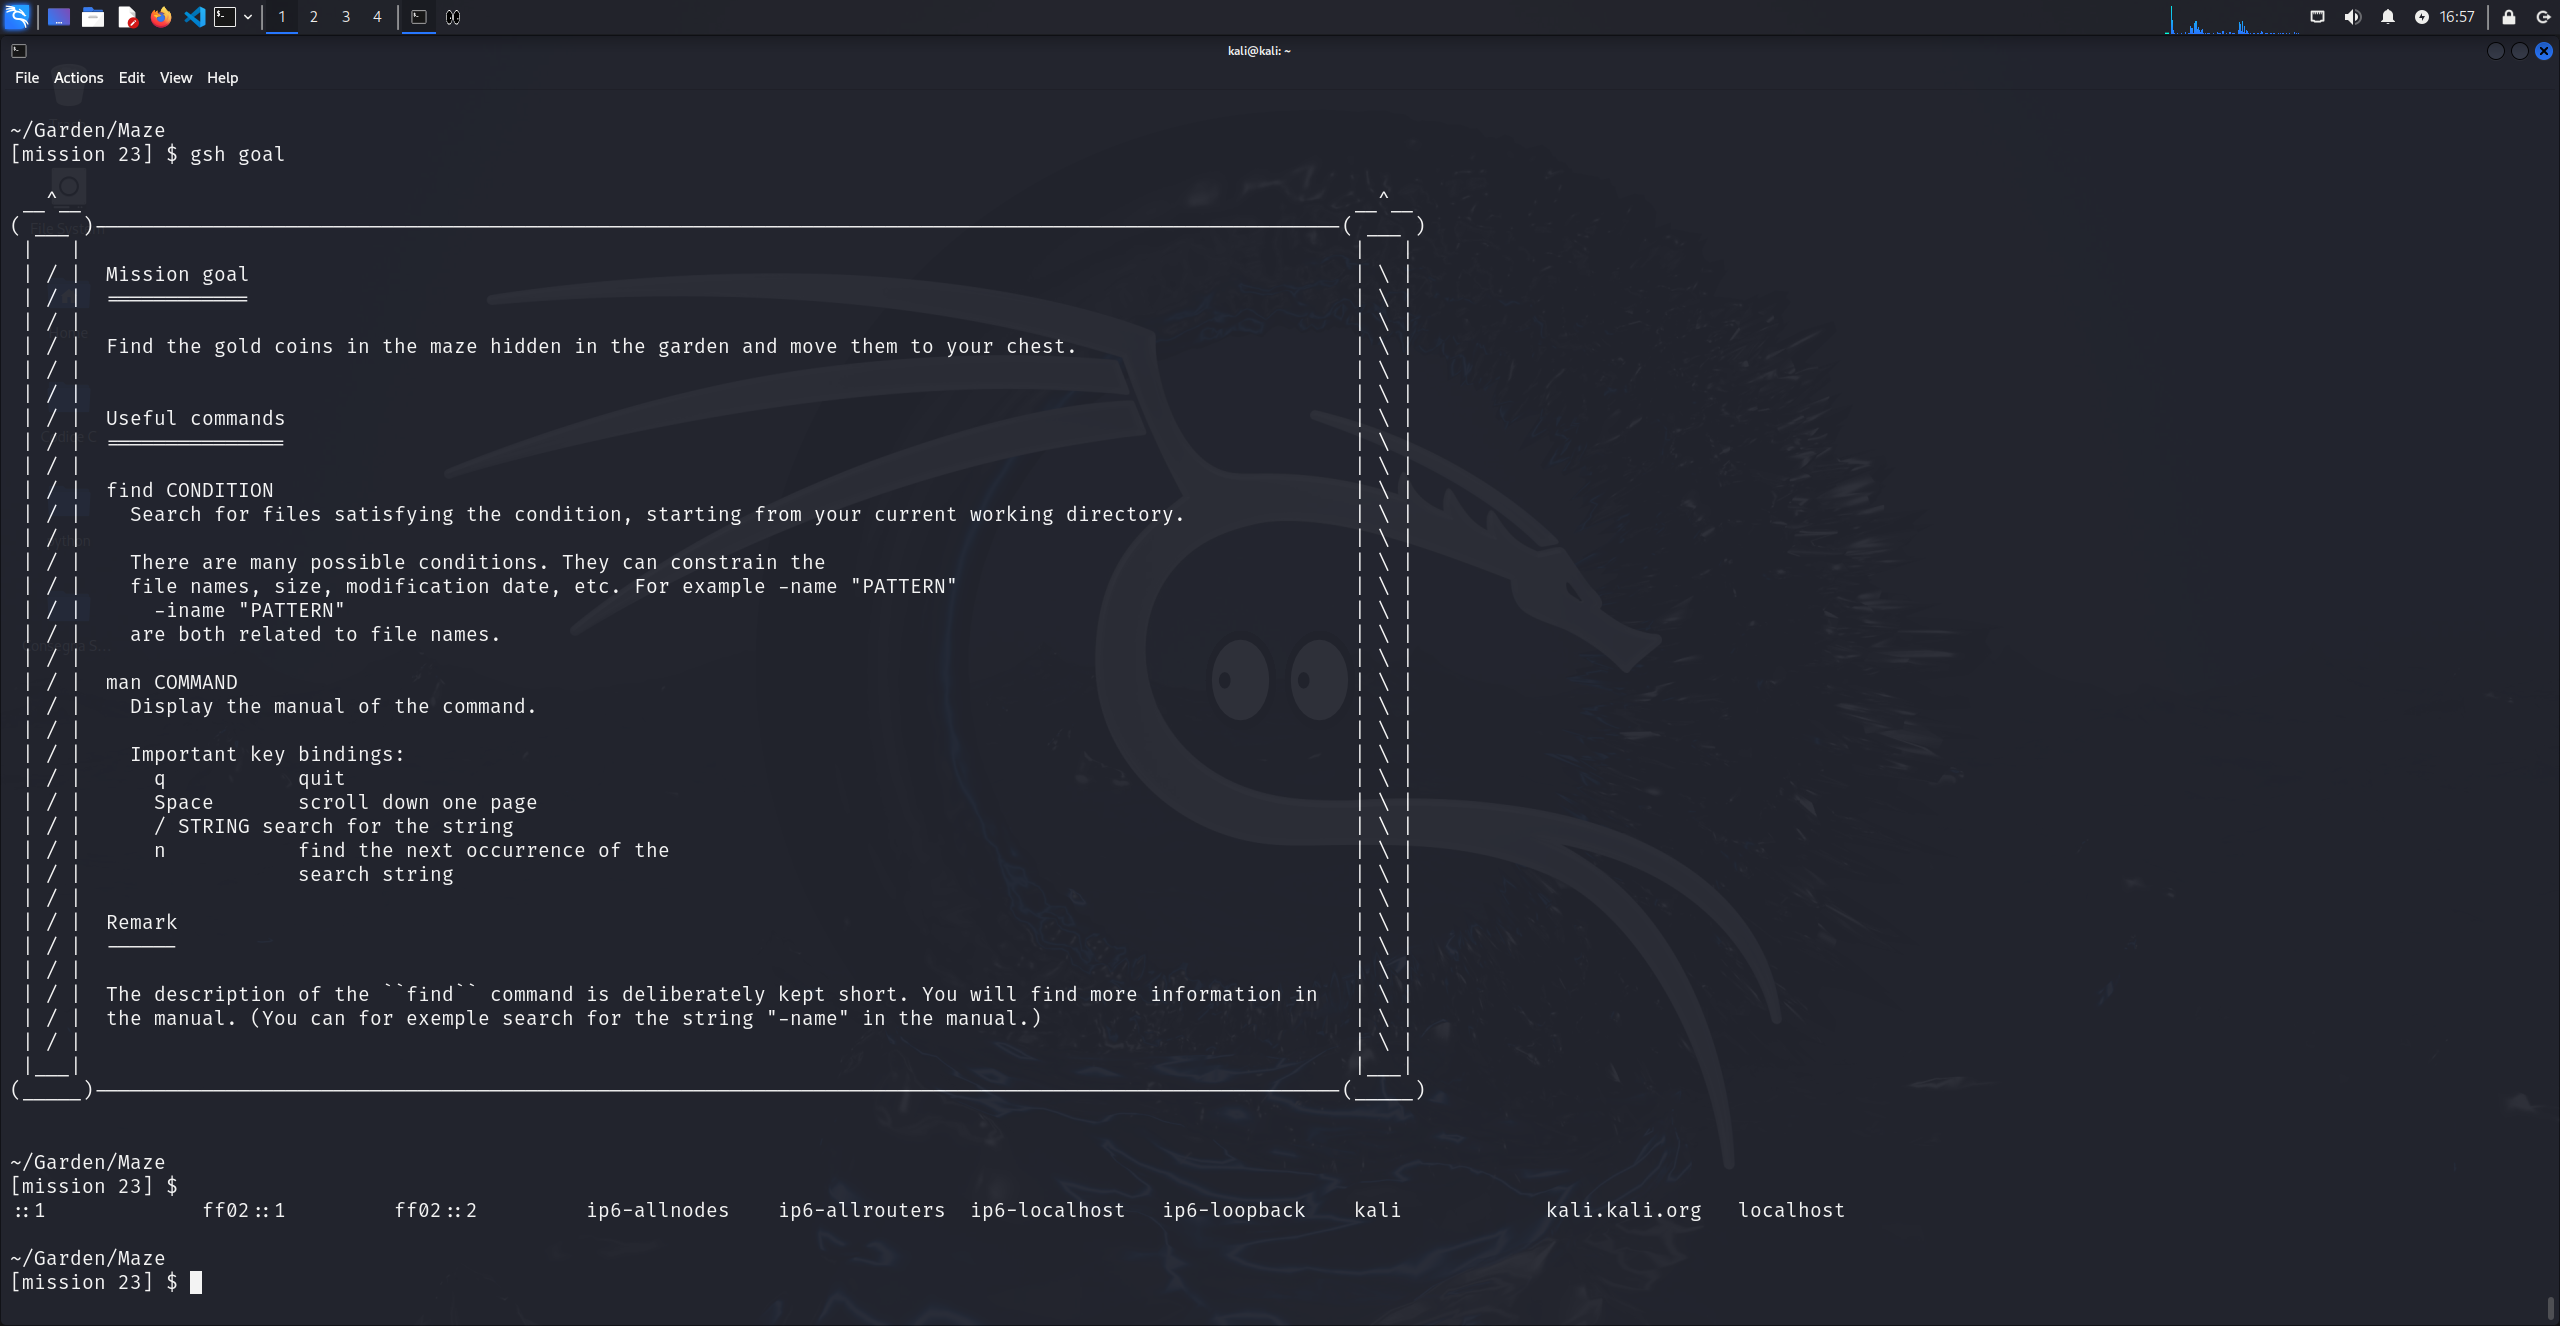 1 2 3 4
16:57
kali@kali: ~
File Actions Edit View Help
~/Garden/Maze
[mission 23] $ gsh goal
Mission goal
============
Find the gold coins in the maze hidden in the garden and move them to your chest.
Useful commands
===============
find CONDITION
Search for files satisfying the condition, starting from your current working directory.
There are many possible conditions. They can constrain the
file names, size, modification date, etc. For example -name "PATTERN"
-iname "PATTERN"
are both related to file names.
man COMMAND
Display the manual of the command.
Important key bindings:
q quit
Space scroll down one page
/ STRING search for the string
n find the next occurrence of the
search string
Remark
------
The description of the ``find`` command is deliberately kept short. You will find more information in
the manual. (You can for exemple search for the string "-name" in the manual.)
~/Garden/Maze
[mission 23] $
::1 ff02::1 ff02::2 ip6-allnodes ip6-allrouters ip6-localhost ip6-loopback kali kali.kali.org localhost
~/Garden/Maze
[mission 23] $